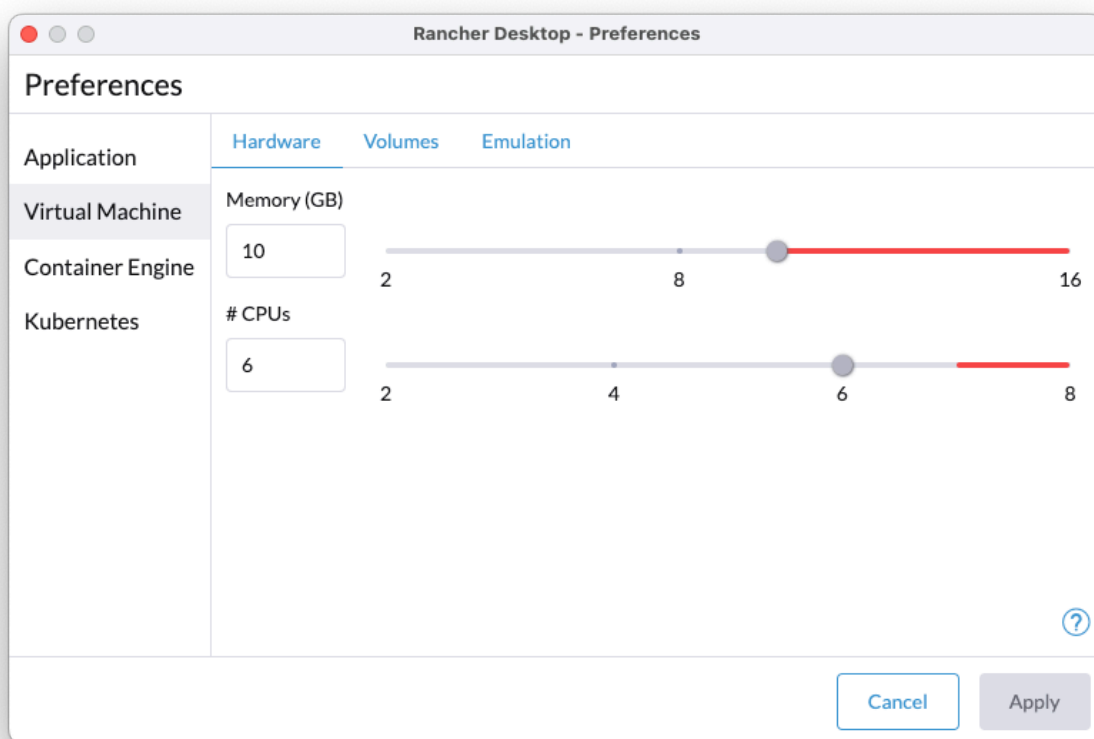 Rancher Desktop - Preferences
Preferences
Application
Virtual Machine
Container Engine
Kubernetes
Hardware Volumes Emulation
Memory (GB)
10
2 8 16
# CPUs
6
2 4 6 8
?
Cancel Apply